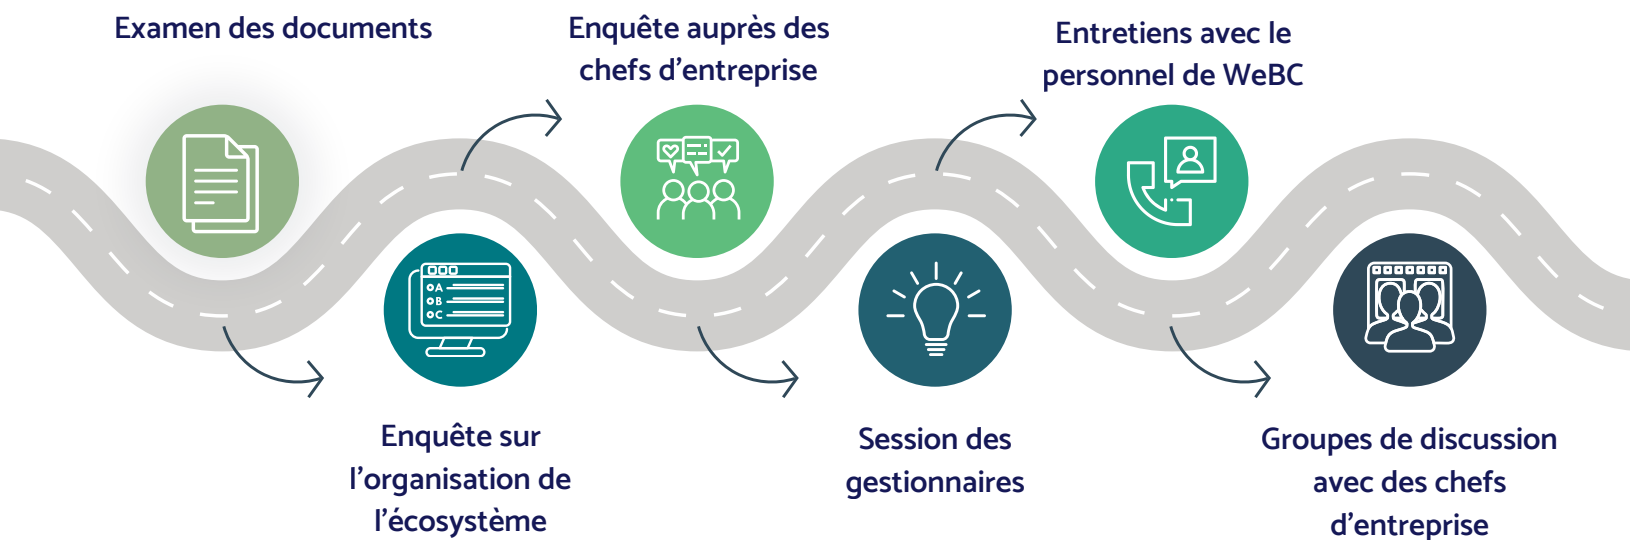 Examen des documents
Enquête sur
l'organisation de
l'écosystème
Enquête auprès des
chefs d'entreprise
Session des
gestionnaires
Entretiens avec le
personnel de WeBC
Groupes de discussion
avec des chefs
d'entreprise
A
B
C